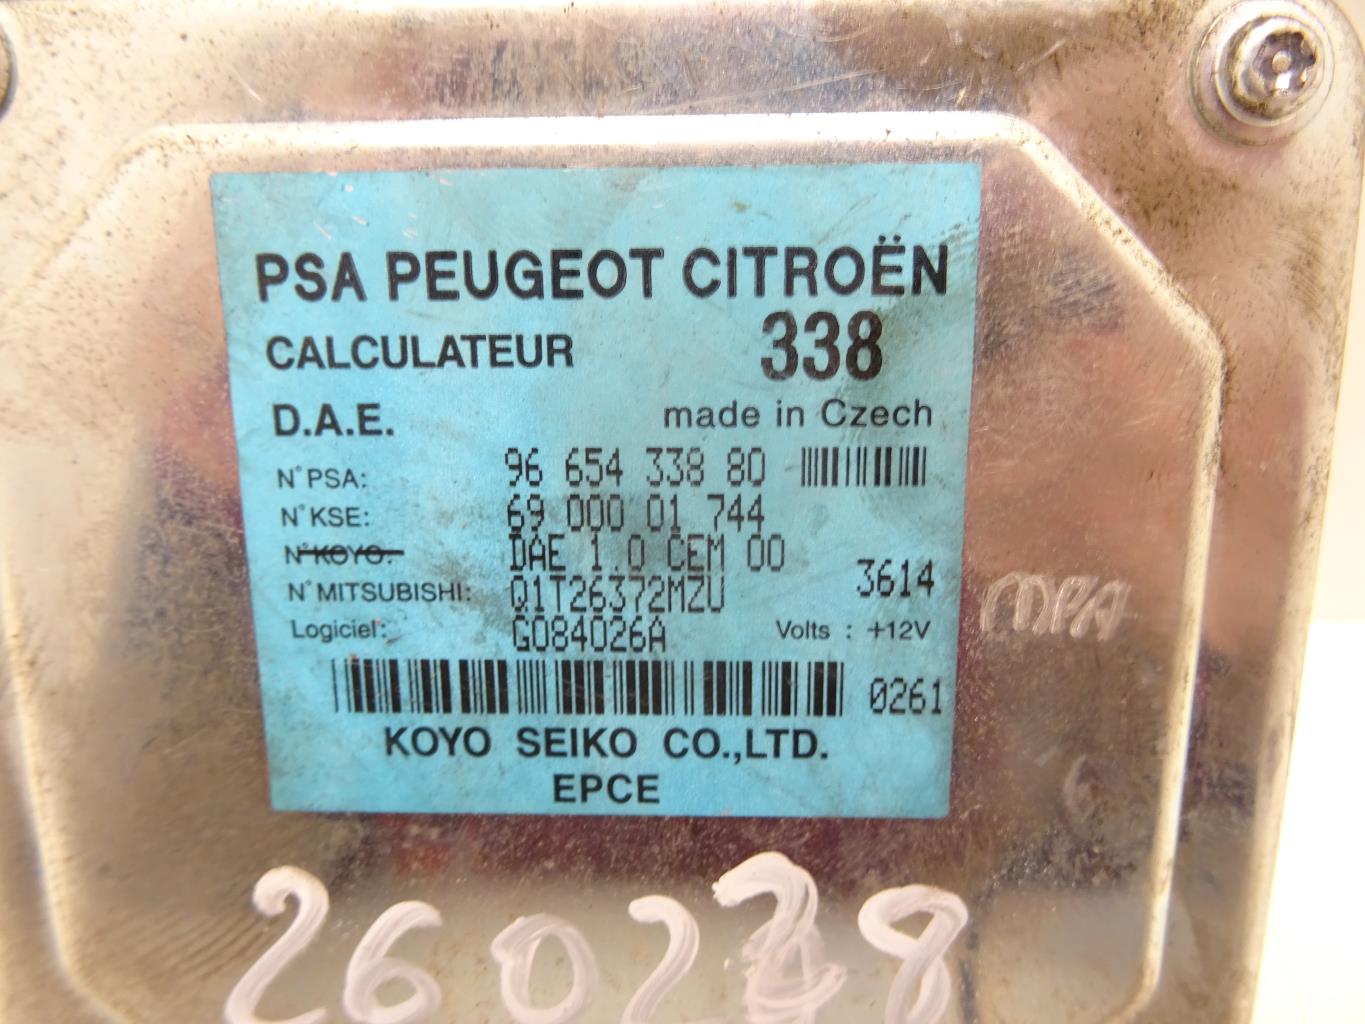 PSA PEUGEOT CITROËN
CALCULATEUR 338
D.A.E. made in Czech
N° PSA: 96 654 338 80
N° KSE: 69 000 01 744
N° KOYO: DAE 1.0 CEM 00
N° MITSUBISHI: Q1T26372MZU 3614
Logiciel: G084026A Volts : +12V
0261
KOYO SEIKO CO.,LTD.
EPCE